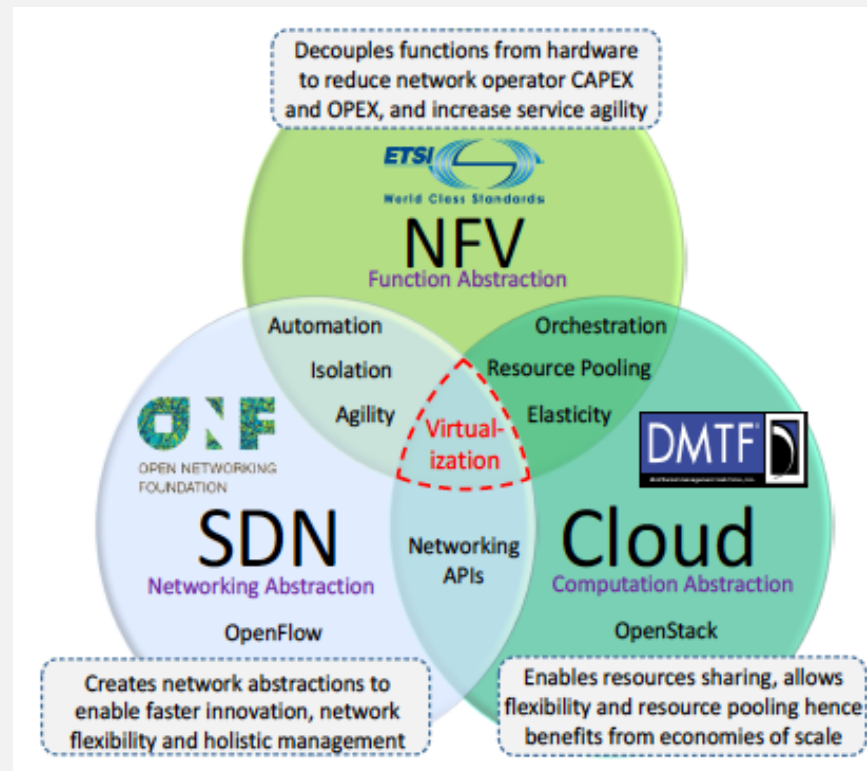 Decouples functions from hardware
to reduce network operator CAPEX
and OPEX, and increase service agility
ETSI
World Class Standards
NFV
Function Abstraction
Automation
Orchestration
Isolation
Resource Pooling
Agility
Elasticity
Virtual-
ization
OPEN NETWORKING
FOUNDATION
DMTF
SDN
Networking Abstraction
OpenFlow
Networking
APIs
Cloud
Computation Abstraction
OpenStack
Creates network abstractions to
enable faster innovation, network
flexibility and holistic management
Enables resources sharing, allows
flexibility and resource pooling hence
benefits from economies of scale